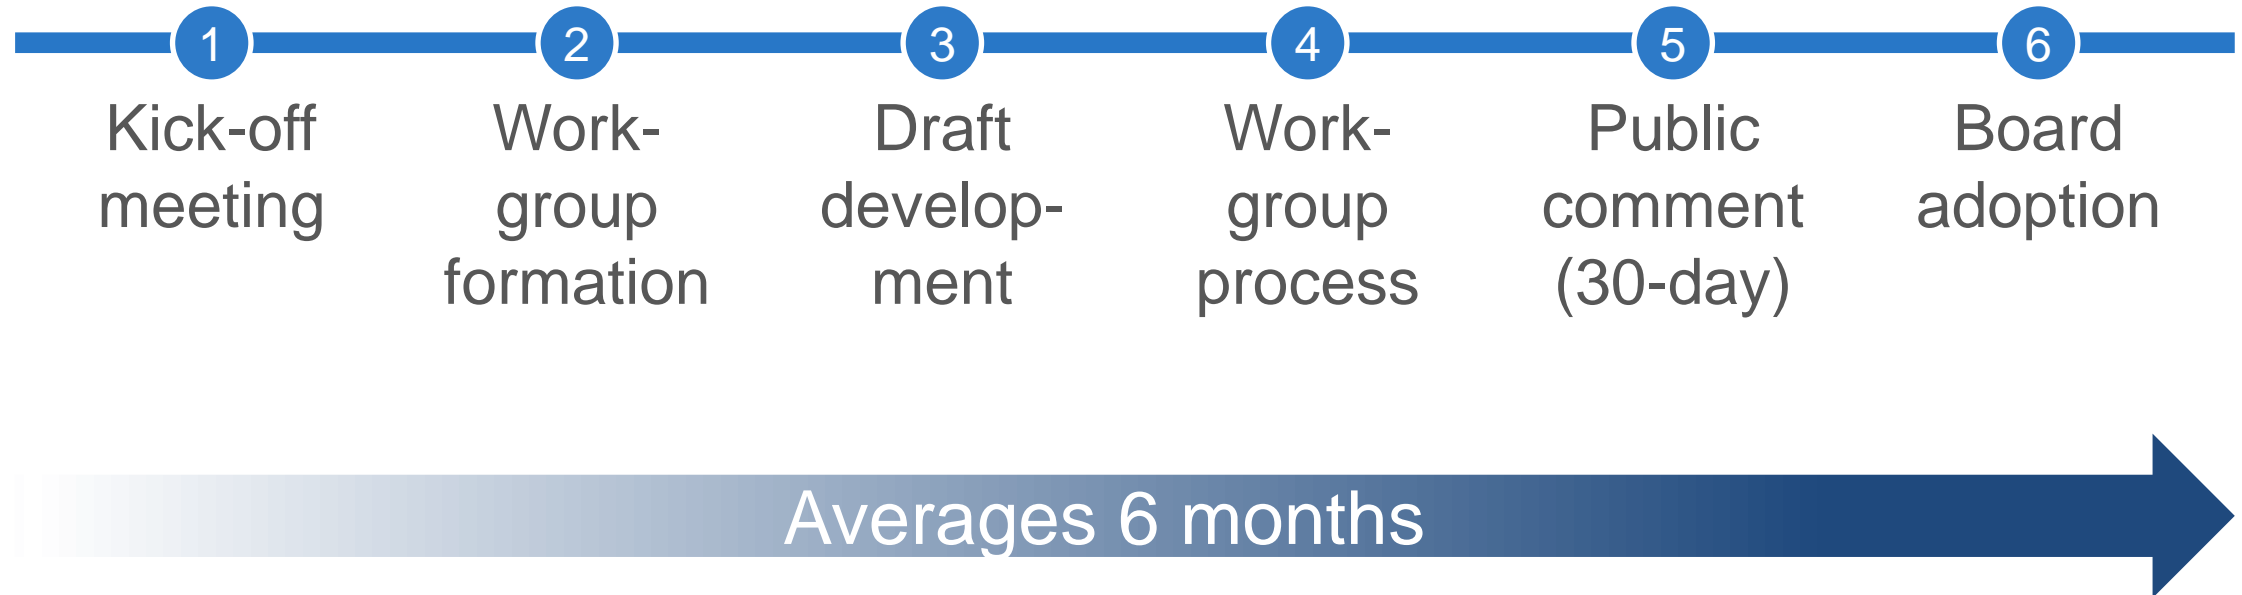 1
Kick-off
meeting
2
Work-
group
formation
3
Draft
develop-
ment
4
Work-
group
process
5
Public
comment
(30-day)
6
Board
adoption
Averages 6 months